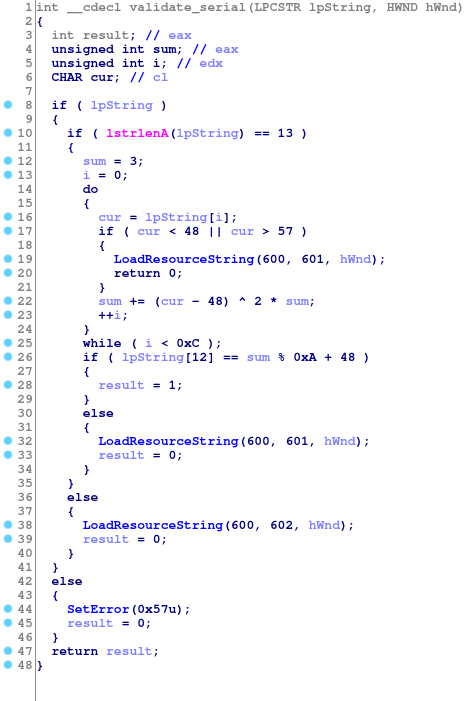 1 int __cdecl validate_serial(LPCSTR lpString, HWND hWnd)
2 {
3   int result; // eax
4   unsigned int sum; // eax
5   unsigned int i; // edx
6   CHAR cur; // cl
7
8   if ( lpString )
9   {
10     if ( lstrlenA(lpString) == 13 )
11     {
12       sum = 3;
13       i = 0;
14       do
15       {
16         cur = lpString[i];
17         if ( cur < 48 || cur > 57 )
18         {
19           LoadResourceString(600, 601, hWnd);
20           return 0;
21         }
22         sum += (cur - 48) ^ 2 * sum;
23         ++i;
24       }
25       while ( i < 0xC );
26       if ( lpString[12] == sum % 0xA + 48 )
27       {
28         result = 1;
29       }
30       else
31       {
32         LoadResourceString(600, 601, hWnd);
33         result = 0;
34       }
35     }
36     else
37     {
38       LoadResourceString(600, 602, hWnd);
39       result = 0;
40     }
41   }
42   else
43   {
44     SetError(0x57u);
45     result = 0;
46   }
47   return result;
48 }